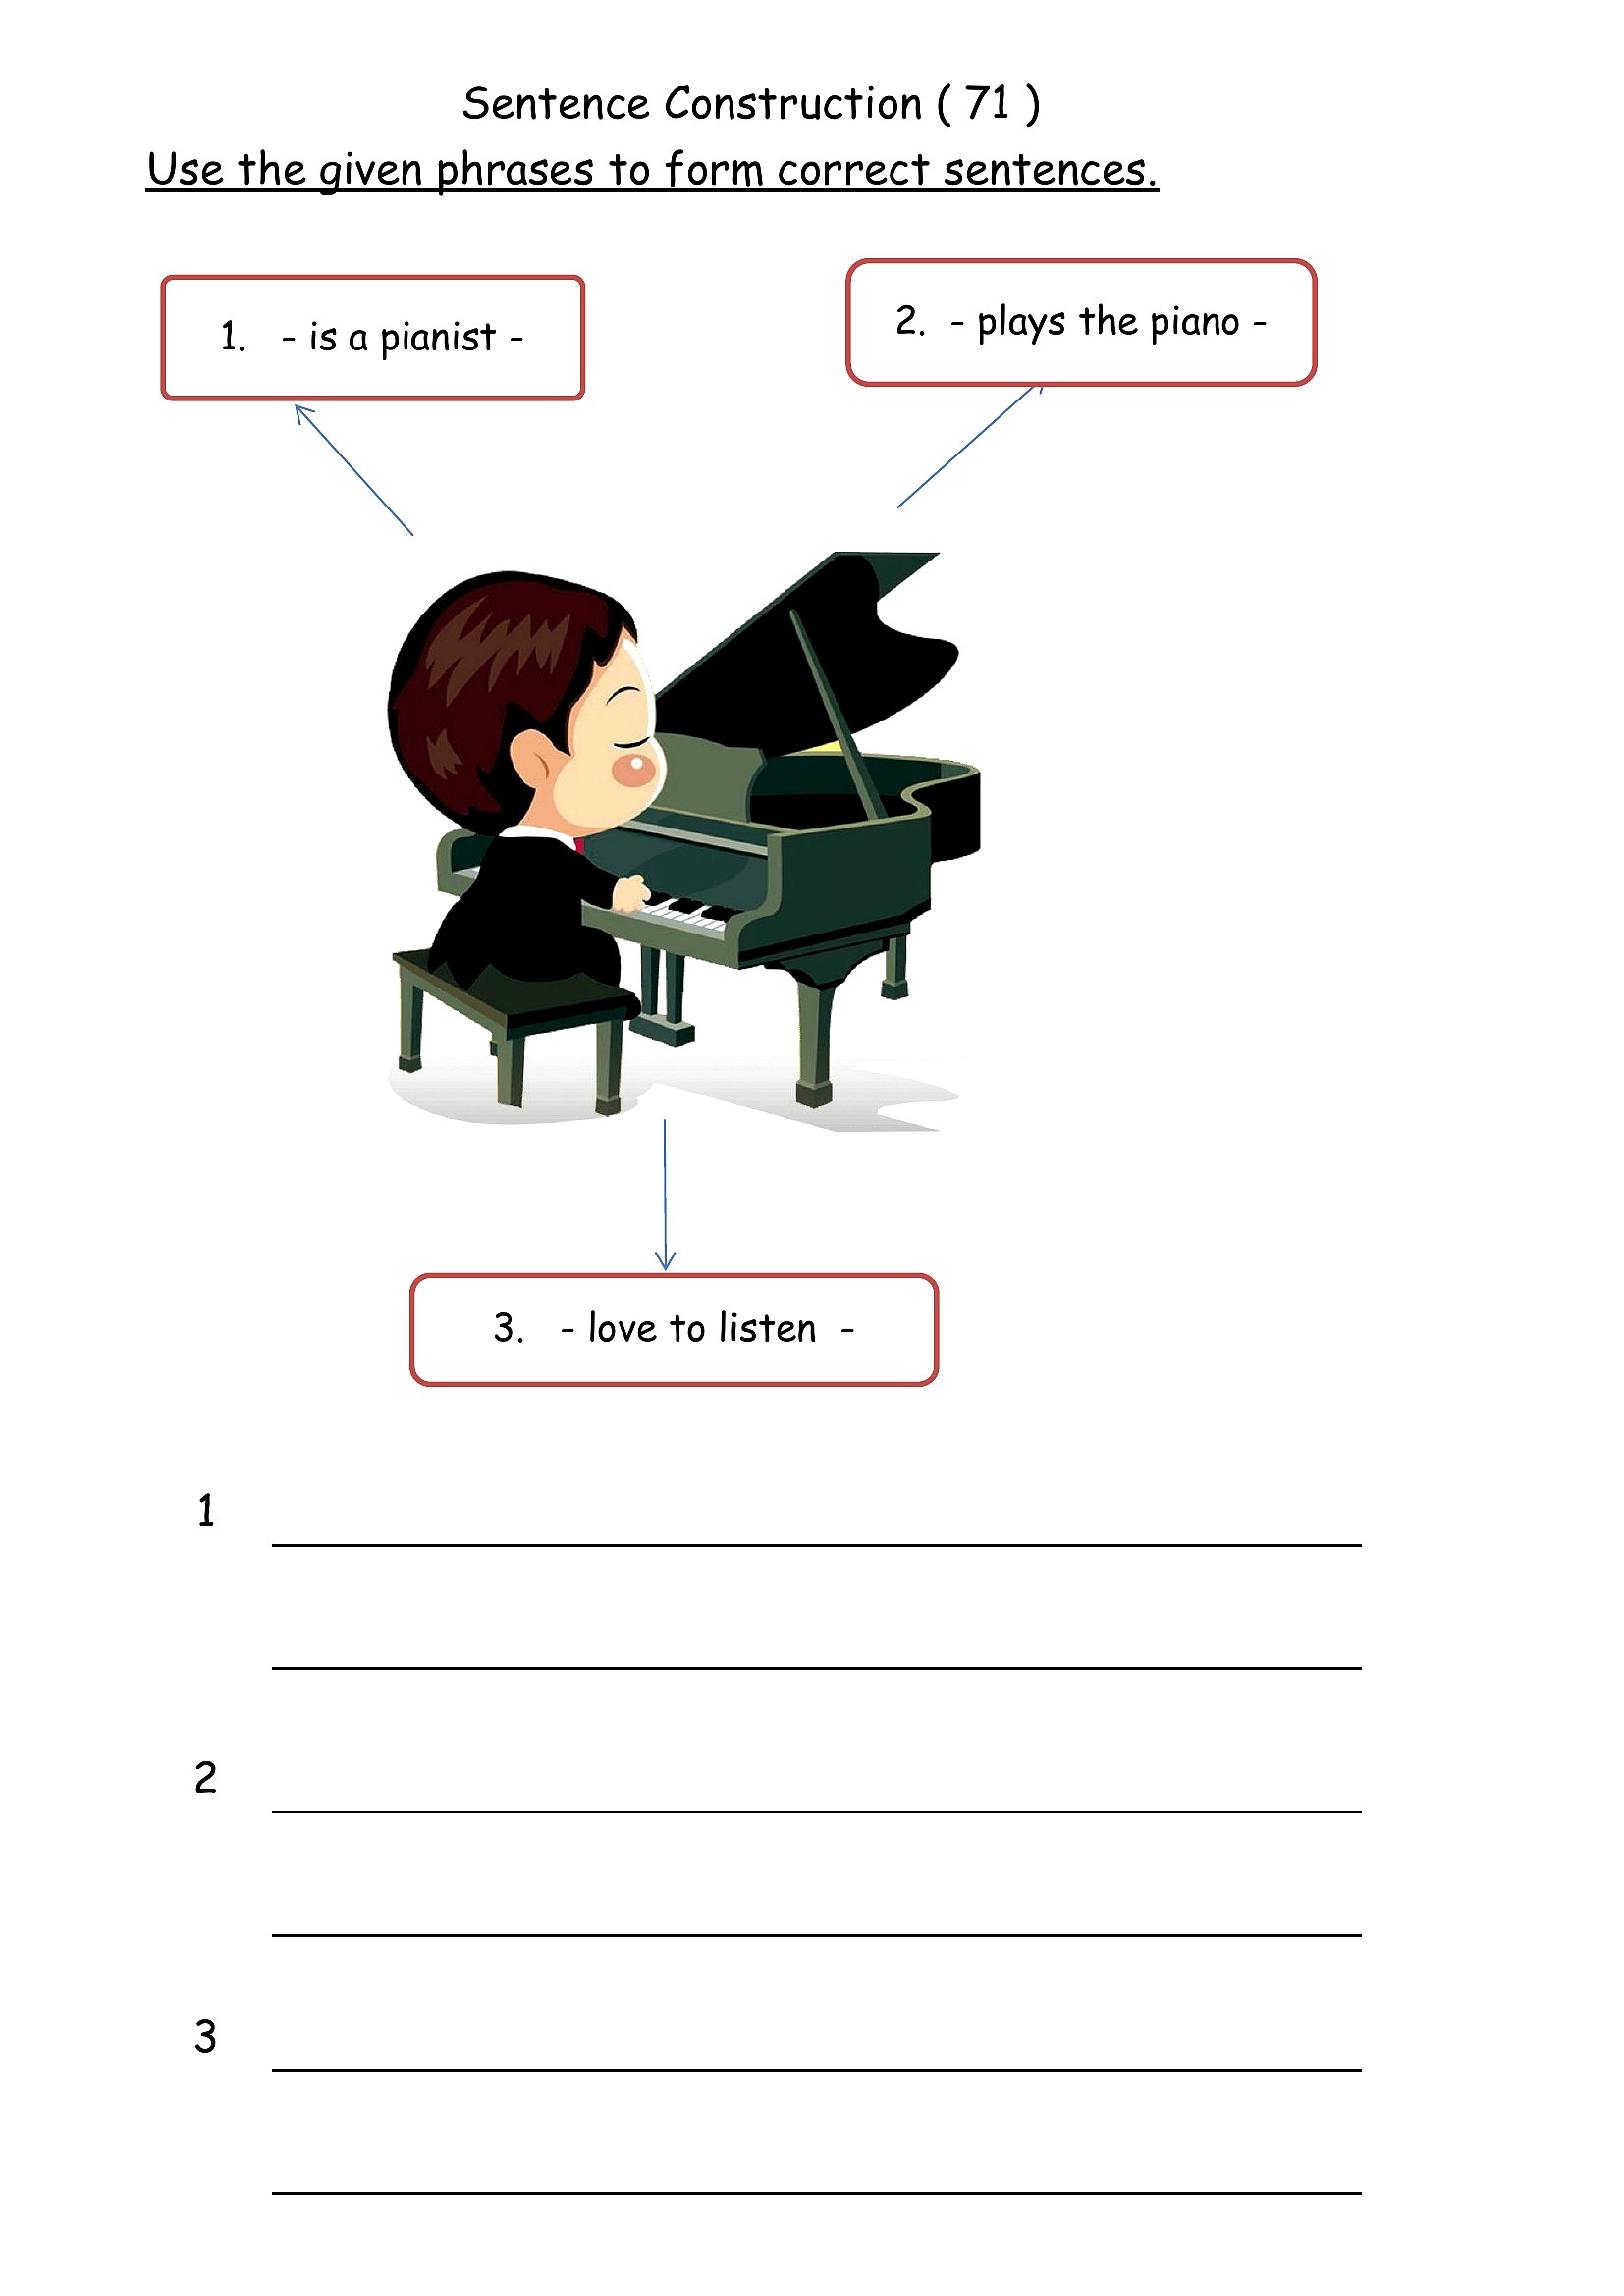 Sentence Construction ( 71 )
Use the given phrases to form correct sentences.
1. - is a pianist -
2. - plays the piano -
3. - love to listen -
1
2
3